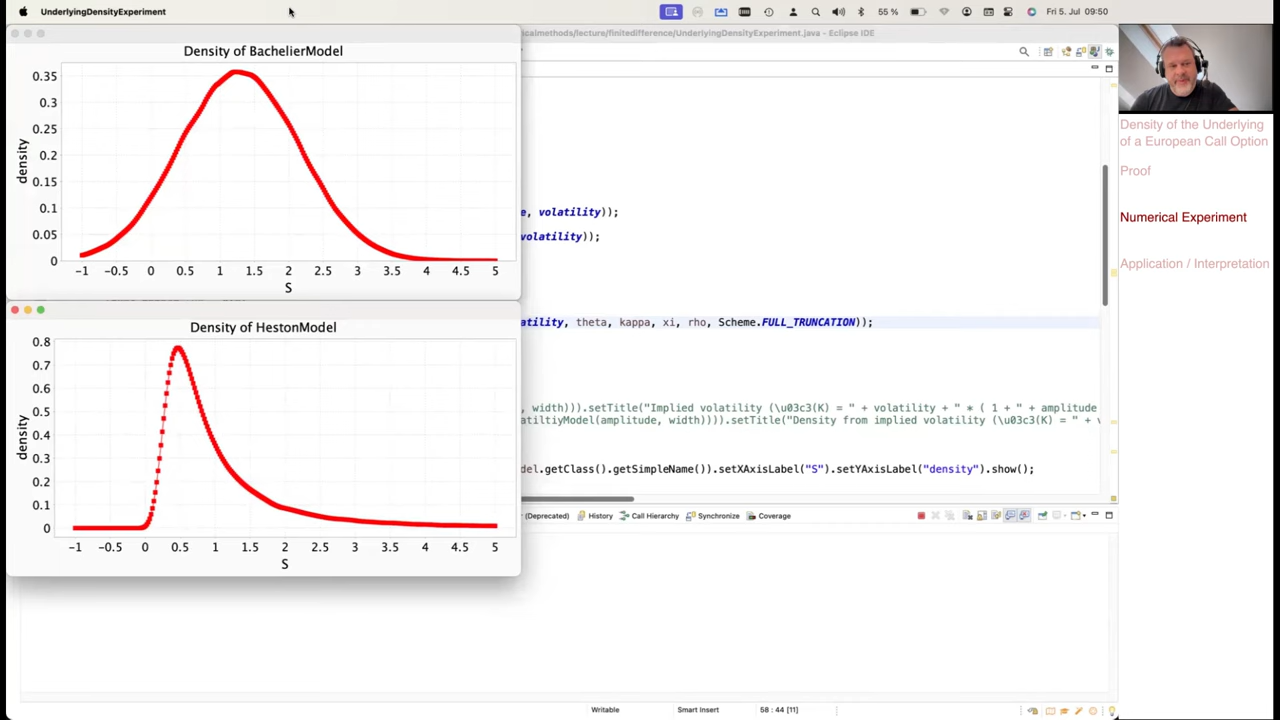 UnderlyingDensityExperiment
55 % Fri 5. Jul 09:50
icalmethods/lecture/finitedifference/UnderlyingDensityExperiment.java – Eclipse IDE
Density of BachelierModel
0.35
0.3
0.25
0.2
0.15
0.1
0.05
0
density
−1 −0.5 0 0.5 1 1.5 2 2.5 3 3.5 4 4.5 5
S
Density of HestonModel
0.8
0.7
0.6
0.5
0.4
0.3
0.2
0.1
0
density
−1 −0.5 0 0.5 1 1.5 2 2.5 3 3.5 4 4.5 5
S
e, volatility));
volatility));
atility, theta, kappa, xi, rho, Scheme.FULL_TRUNCATION));
, width))).setTitle("Implied volatility (\u03c3(K) = " + volatility + " * ( 1 + " + amplitude
atiltiyModel(amplitude, width)))).setTitle("Density from implied volatility (\u03c3(K) = " + v
del.getClass().getSimpleName()).setXAxisLabel("S").setYAxisLabel("density").show();
(Deprecated) History Call Hierarchy Synchronize Coverage
Writable Smart Insert 58 : 44 [11]
Density of the Underlying
of a European Call Option
Proof
Numerical Experiment
Application / Interpretation